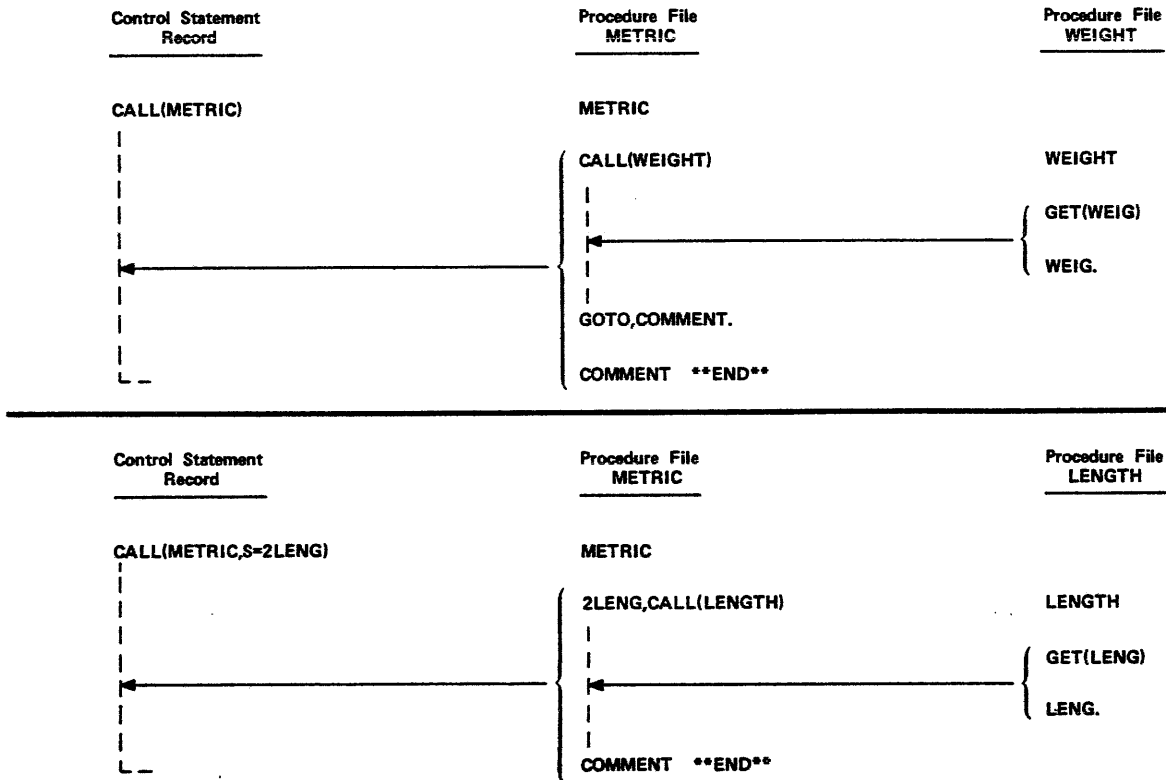 Control Statement
Record
Procedure File
METRIC
Procedure File
WEIGHT
CALL(METRIC)
METRIC
CALL(WEIGHT)
WEIGHT
GET(WEIG)
WEIG.
GOTO,COMMENT.
COMMENT **END**
Control Statement
Record
Procedure File
METRIC
Procedure File
LENGTH
CALL(METRIC,S=2LENG)
METRIC
2LENG,CALL(LENGTH)
LENGTH
GET(LENG)
LENG.
COMMENT **END**